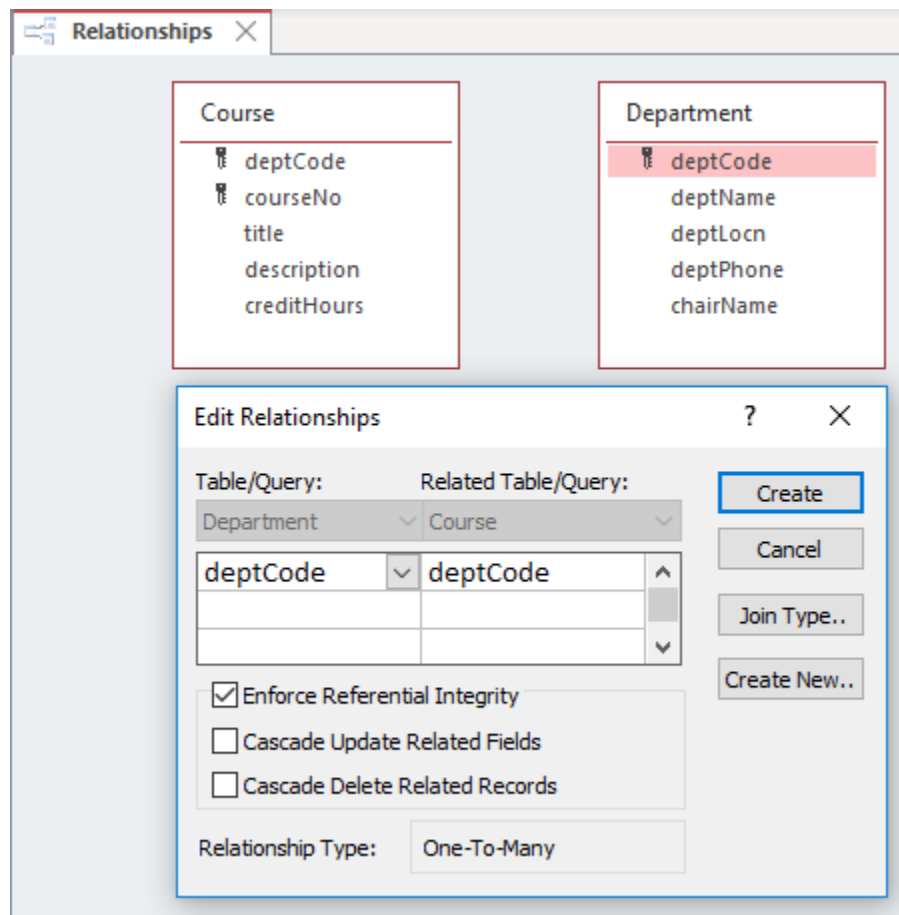 Relationships
Course
deptCode
courseNo
title
description
creditHours
Department
deptCode
deptName
deptLocn
deptPhone
chairName
Edit Relationships ?
Table/Query: Related Table/Query:
Department Course
deptCode deptCode
Create
Cancel
Join Type..
Create New..
Enforce Referential Integrity
Cascade Update Related Fields
Cascade Delete Related Records
Relationship Type: One-To-Many